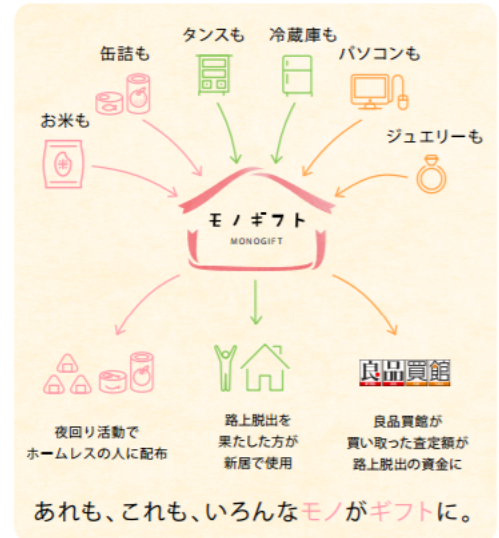 タンスも
冷蔵庫も
缶詰も
パソコンも
お米も
ジュエリーも
米
モノギフト
MONOGIFT
良品買館
夜回り活動で
ホームレスの人に配布
路上脱出を
果たした方が
新居で使用
良品買館が
買い取った査定額が
路上脱出の資金に
あれも、これも、いろんなモノがギフトに。